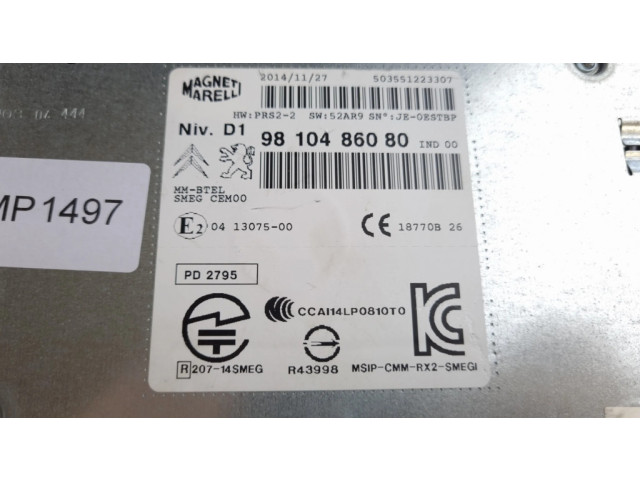 MAGNETI
MARELLI
2014/11/27 503551223307
HW:PRS2-2 SW:52AR9 SN°:JE-0ESTBP
Niv. D1 98 104 860 80 IND 00
MM-BTEL
SMEG CEM00
E2 04 13075-00 CE 18770B 26
PD 2795
CCAI14LP0810T0
R 207-14SMEG R43998 MSIP-CMM-RX2-SMEGI
MP1497
444